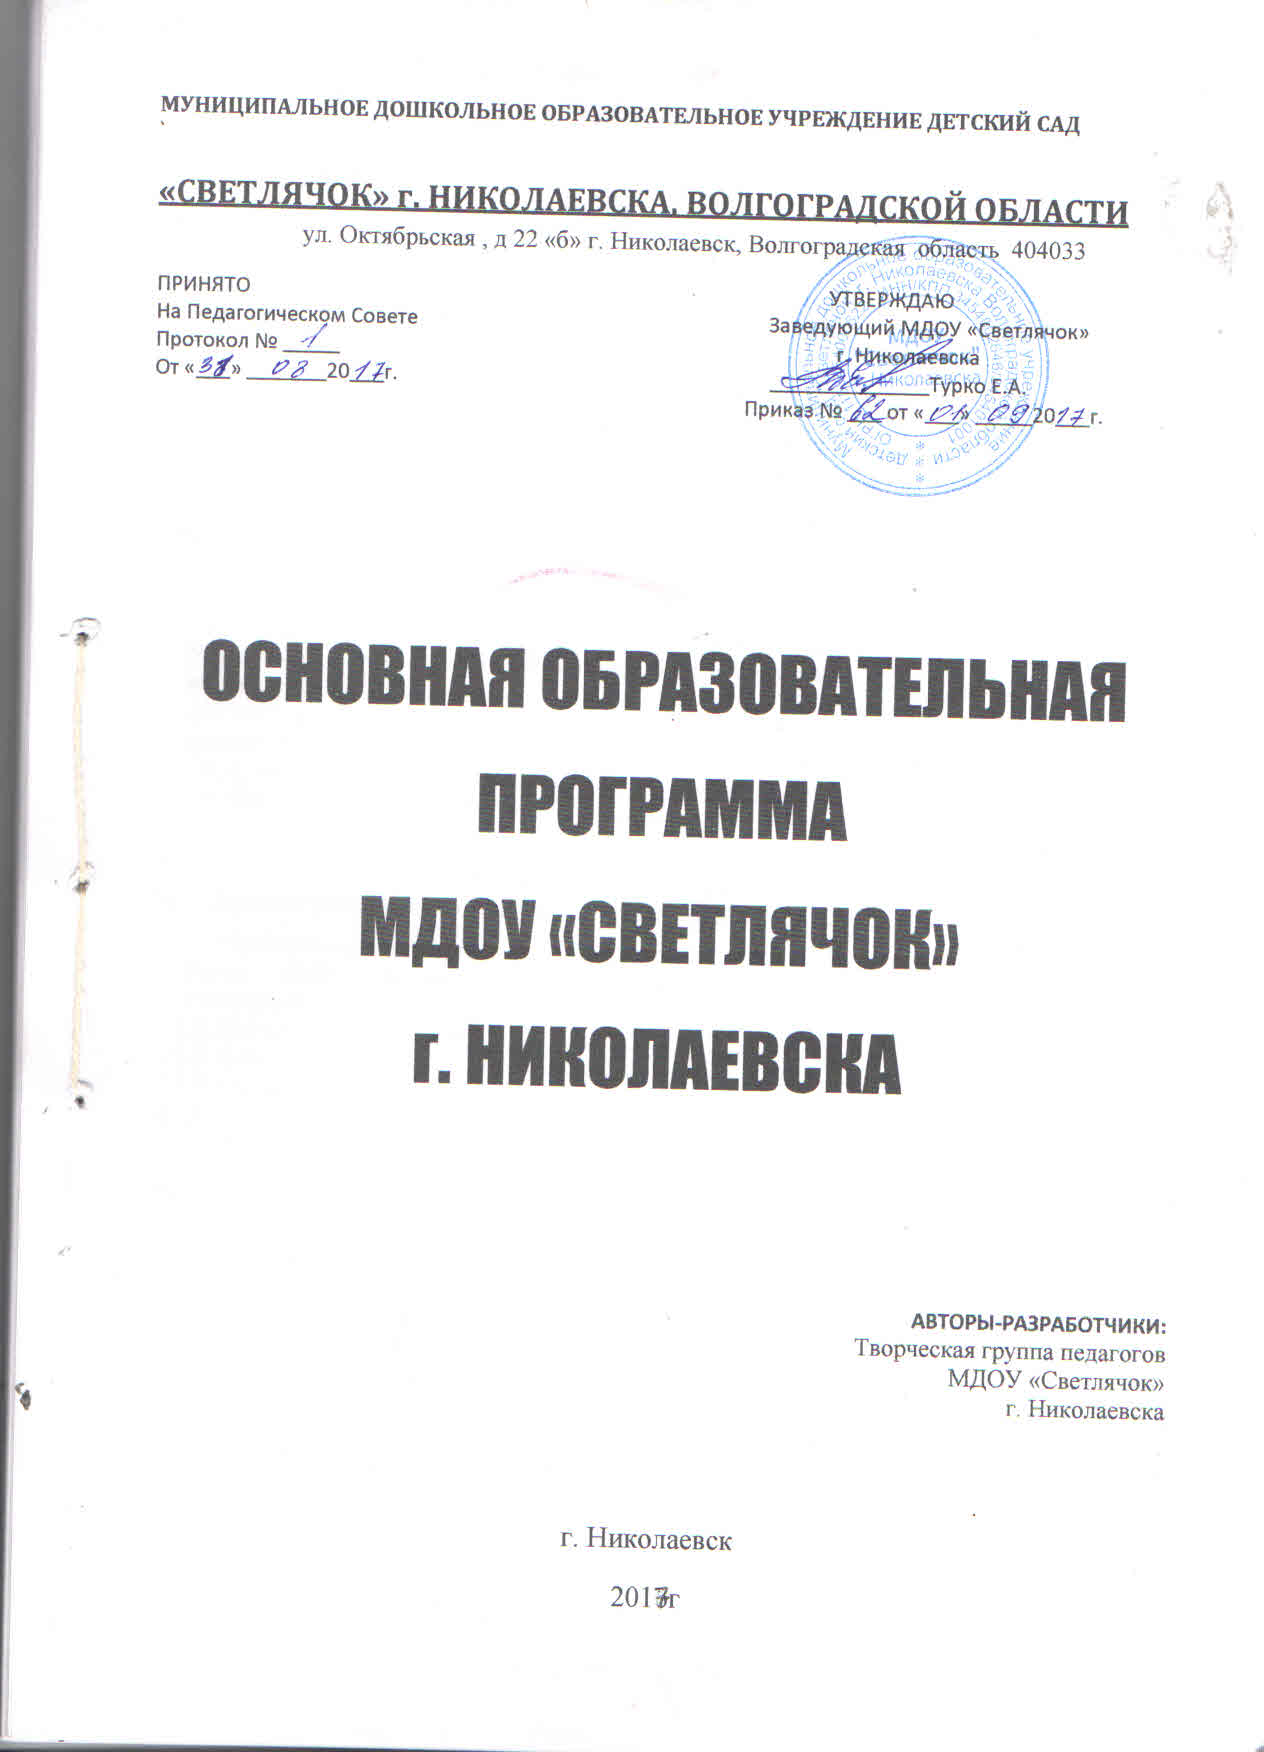 МУНИЦИПАЛЬНОЕ ДОШКОЛЬНОЕ ОБРАЗОВАТЕЛЬНОЕ УЧРЕЖДЕНИЕ ДЕТСКИЙ САД
«СВЕТЛЯЧОК» г. НИКОЛАЕВСКА, ВОЛГОГРАДСКОЙ ОБЛАСТИ
ул. Октябрьская , д 22 «б» г. Николаевск, Волгоградская область 404033
ПРИНЯТО
На Педагогическом Совете
Протокол № 1
От «31» 08 2017г.
УТВЕРЖДАЮ
Заведующий МДОУ «Светлячок»
г. Николаевска
Турко Е.А.
Приказ № 62 от «01» 09 2017г.
ОСНОВНАЯ ОБРАЗОВАТЕЛЬНАЯ
ПРОГРАММА
МДОУ «СВЕТЛЯЧОК»
г. НИКОЛАЕВСКА
АВТОРЫ-РАЗРАБОТЧИКИ:
Творческая группа педагогов
МДОУ «Светлячок»
г. Николаевска
г. Николаевск
2017г